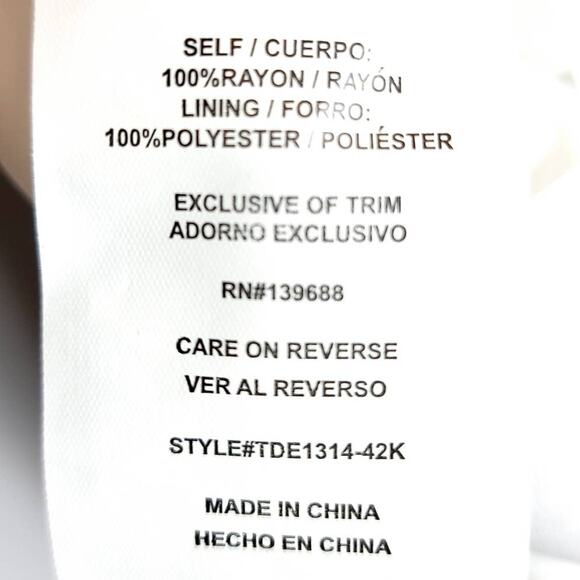 SELF / CUERPO:
100%RAYON / RAYÓN
LINING / FORRO:
100%POLYESTER / POLIÉSTER
EXCLUSIVE OF TRIM
ADORNO EXCLUSIVO
RN#139688
CARE ON REVERSE
VER AL REVERSO
STYLE#TDE1314-42K
MADE IN CHINA
HECHO EN CHINA